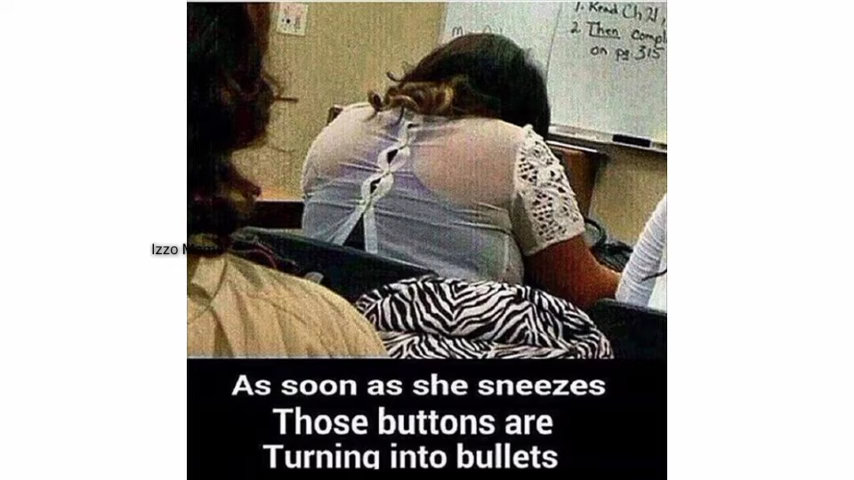 1. Read Ch 21,
2. Then Compl
on pg 315
Izzo
As soon as she sneezes
Those buttons are
Turning into bullets